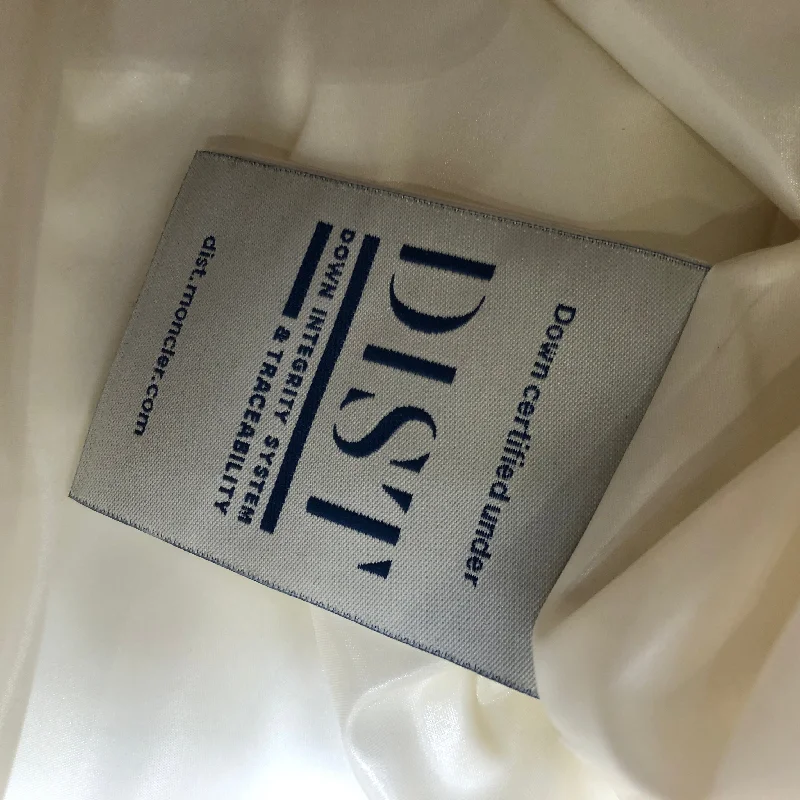 Down certified under
DIST
DOWN INTEGRITY SYSTEM
& TRACEABILITY
dist.moncler.com